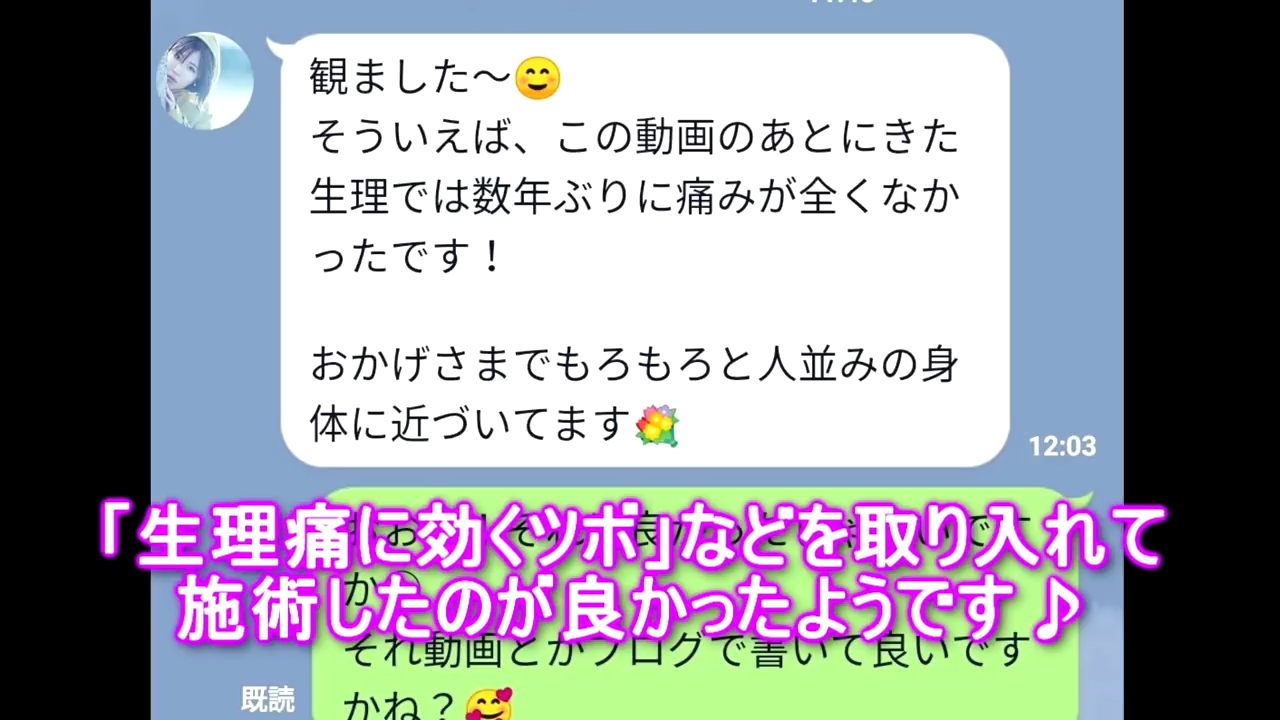 観ました〜😊
そういえば、この動画のあとにきた
生理では数年ぶりに痛みが全くなか
ったです！
おかげさまでもろもろと人並みの身
体に近づいてます💐
12:03
「生理痛に効くツボ」などを取り入れて
施術したのが良かったようです♪
それ動画とかブログで書いて良いです
かね？🥰
既読